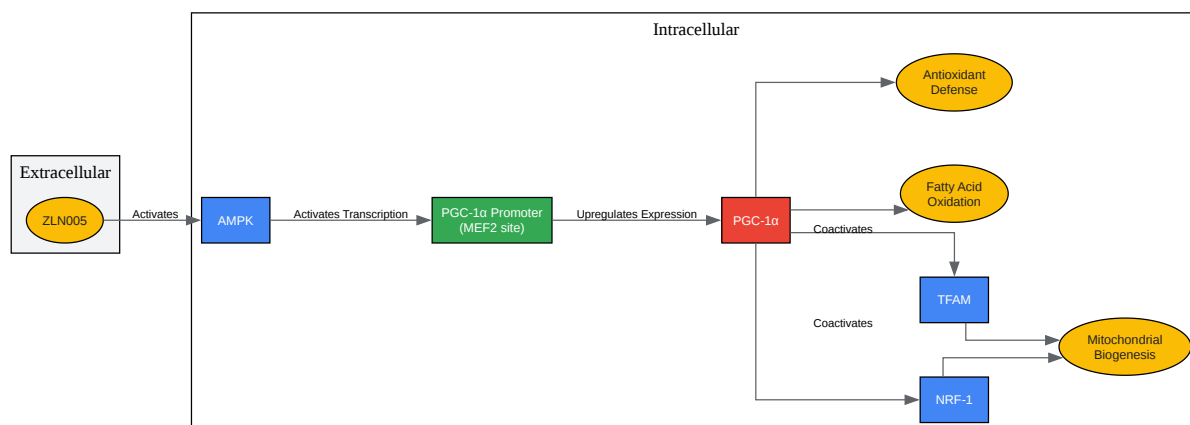 Intracellular
Antioxidant
Defense
Extracellular
ZLN005
Activates
AMPK
Activates Transcription
PGC-1α Promoter
(MEF2 site)
Upregulates Expression
PGC-1α
Fatty Acid
Oxidation
Coactivates
TFAM
Coactivates
Mitochondrial
Biogenesis
NRF-1